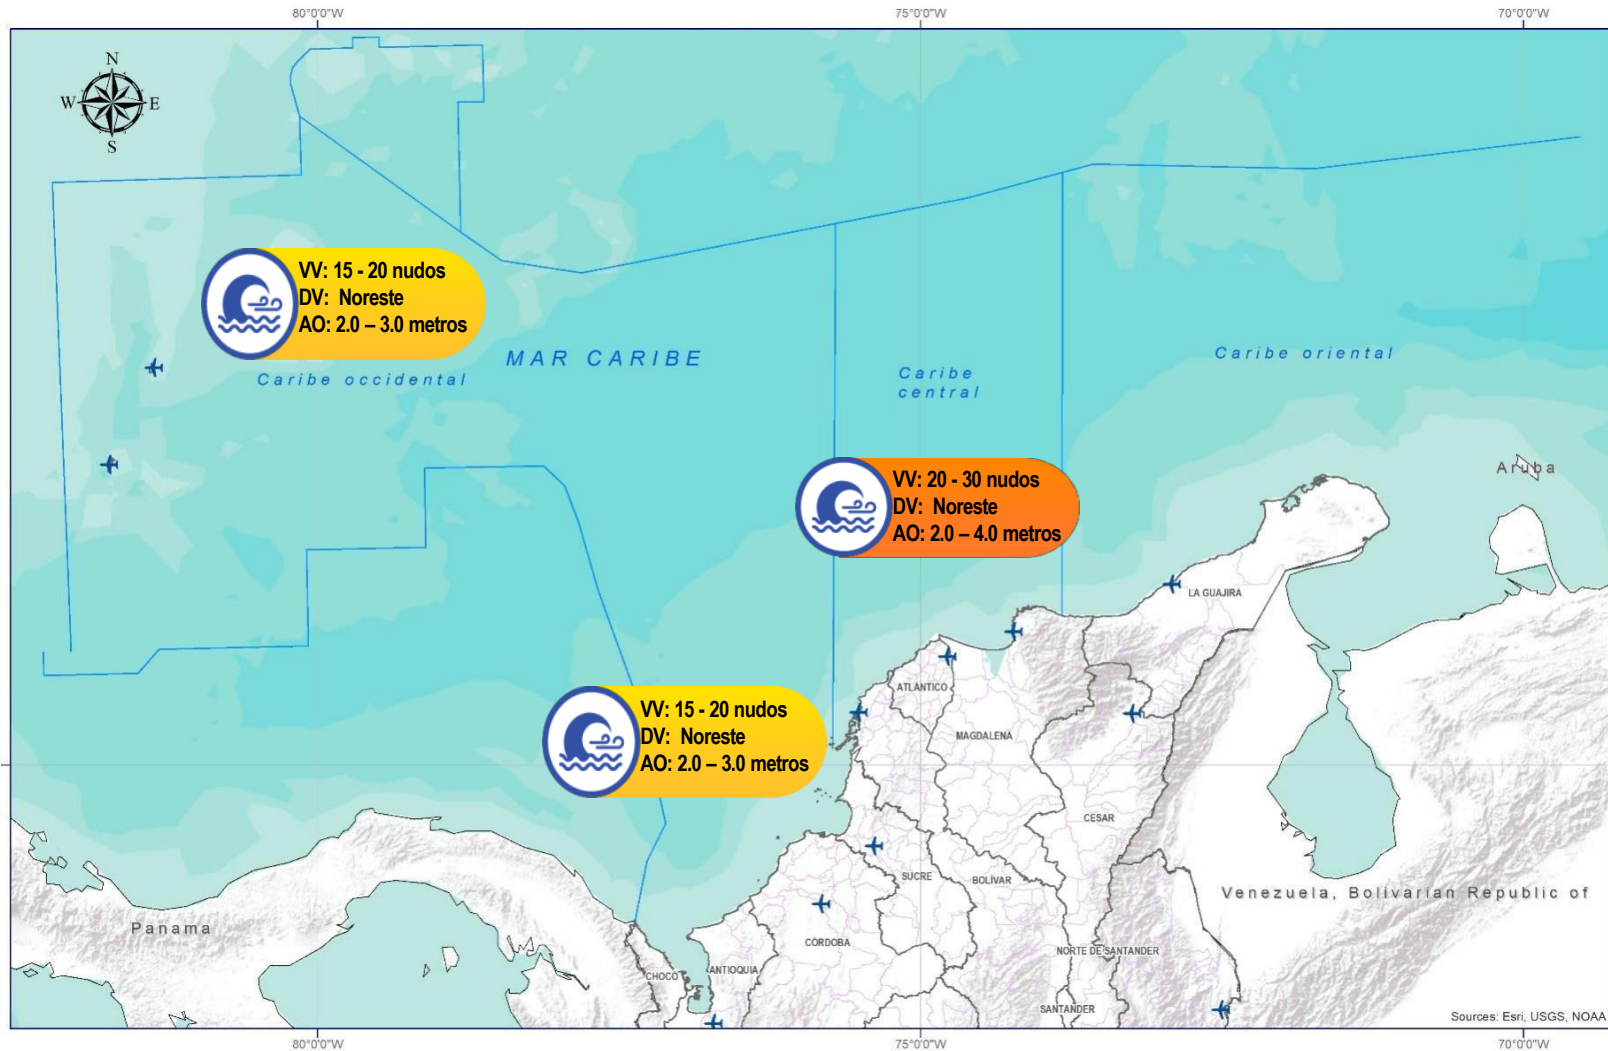 80°0'0"W
75°0'0"W
70°0'0"W
N
W
E
S
VV: 15 - 20 nudos
DV: Noreste
AO: 2.0 – 3.0 metros
MAR CARIBE
Caribe occidental
Caribe
central
Caribe oriental
VV: 20 - 30 nudos
DV: Noreste
AO: 2.0 – 4.0 metros
Aruba
LA GUAJIRA
VV: 15 - 20 nudos
DV: Noreste
AO: 2.0 – 3.0 metros
ATLÁNTICO
MAGDALENA
CESAR
SUCRE
BOLÍVAR
Venezuela, Bolivarian Republic of
Panama
CÓRDOBA
NORTE DE SANTANDER
CHOCÓ
ANTIOQUIA
SANTANDER
Sources: Esri, USGS, NOAA
80°0'0"W
75°0'0"W
70°0'0"W